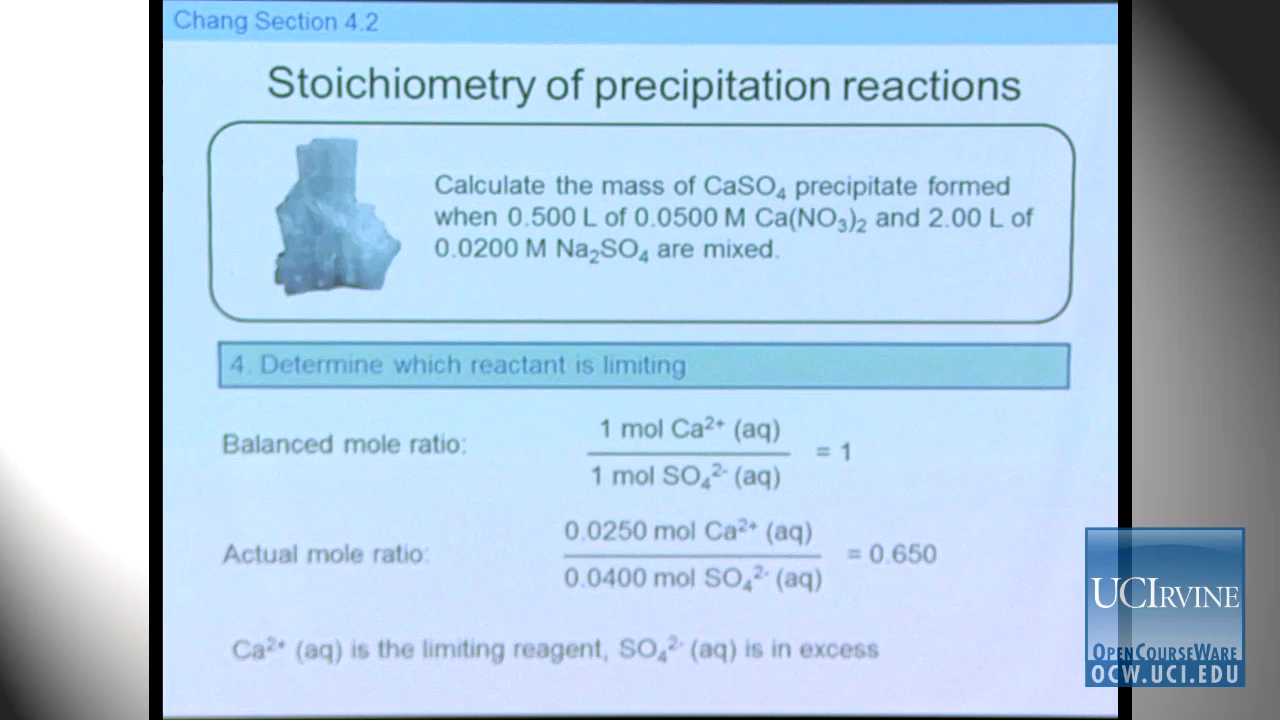 Chang Section 4.2
Stoichiometry of precipitation reactions
Calculate the mass of CaSO₄ precipitate formed
when 0.500 L of 0.0500 M Ca(NO₃)₂ and 2.00 L of
0.0200 M Na₂SO₄ are mixed.
4. Determine which reactant is limiting
Balanced mole ratio:
1 mol Ca²⁺ (aq)
1 mol SO₄²⁻ (aq)
= 1
Actual mole ratio:
0.0250 mol Ca²⁺ (aq)
0.0400 mol SO₄²⁻ (aq)
= 0.650
Ca²⁺ (aq) is the limiting reagent, SO₄²⁻ (aq) is in excess
UCIRVINE
OPENCOURSEWARE
OCW.UCI.EDU